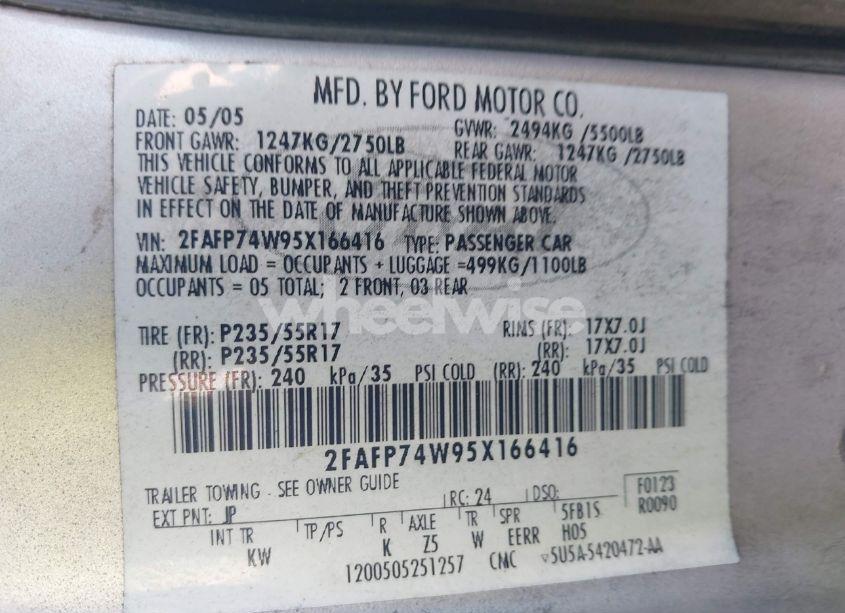 MFD. BY FORD MOTOR CO.
DATE: 05/05 GVWR: 2494KG /5500LB
FRONT GAWR: 1247KG/2750LB REAR GAWR: 1247KG /2750LB
THIS VEHICLE CONFORMS TO ALL APPLICABLE FEDERAL MOTOR
VEHICLE SAFETY, BUMPER, AND THEFT PREVENTION STANDARDS
IN EFFECT ON THE DATE OF MANUFACTURE SHOWN ABOVE.
VIN: 2FAFP74W95X166416 TYPE: PASSENGER CAR
MAXIMUM LOAD = OCCUPANTS + LUGGAGE =499KG/1100LB
OCCUPANTS = 05 TOTAL; 2 FRONT, 03 REAR
wheelwise
TIRE (FR): P235/55R17 RIMS (FR): 17X7.0J
(RR): P235/55R17 (RR): 17X7.0J
PRESSURE (FR): 240 kPa/35 PSI COLD (RR): 240 kPa/35 PSI COLD
2FAFP74W95X166416
TRAILER TOWING - SEE OWNER GUIDE
RC: 24 DSO: F0123
R0090
EXT PNT: JP
INT TR TP/PS R AXLE TR SPR 5FB1S
KW K Z5 W EERR H05
1200505251257 CMC ▽5U5A-5420472-AA